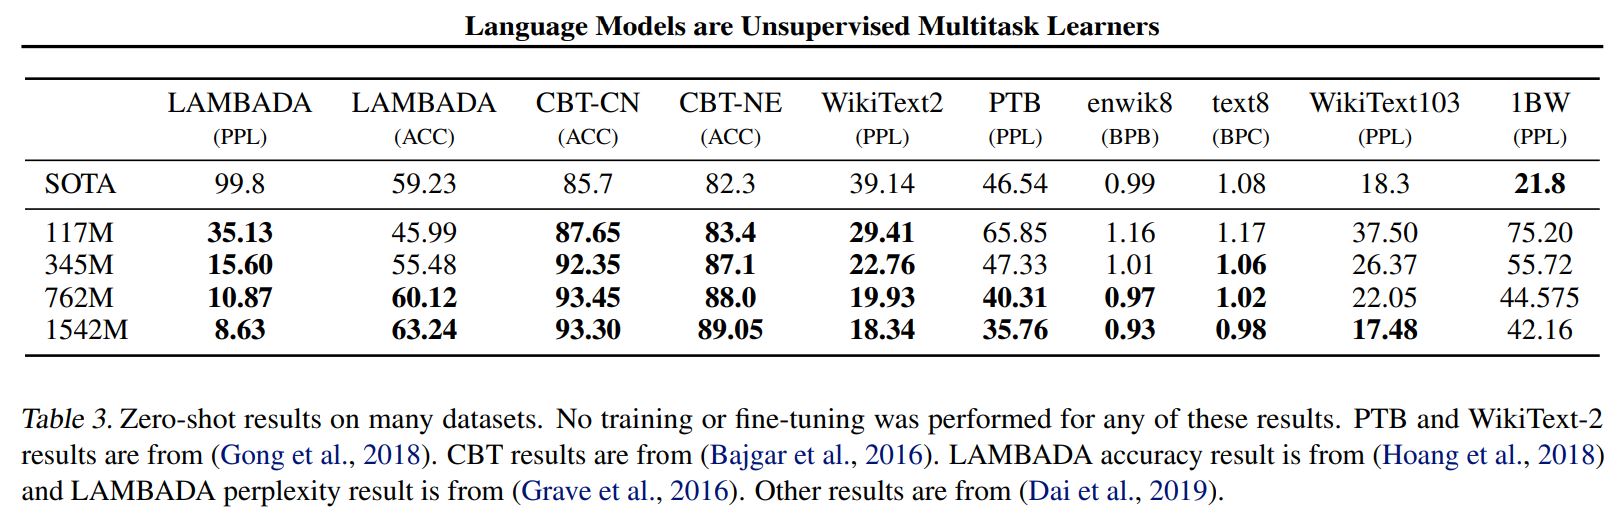 Language Models are Unsupervised Multitask Learners
LAMBADA LAMBADA CBT-CN CBT-NE WikiText2 PTB enwik8 text8 WikiText103 1BW
(PPL) (ACC) (ACC) (ACC) (PPL) (PPL) (BPB) (BPC) (PPL) (PPL)
SOTA 99.8 59.23 85.7 82.3 39.14 46.54 0.99 1.08 18.3 21.8
117M 35.13 45.99 87.65 83.4 29.41 65.85 1.16 1.17 37.50 75.20
345M 15.60 55.48 92.35 87.1 22.76 47.33 1.01 1.06 26.37 55.72
762M 10.87 60.12 93.45 88.0 19.93 40.31 0.97 1.02 22.05 44.575
1542M 8.63 63.24 93.30 89.05 18.34 35.76 0.93 0.98 17.48 42.16
Table 3. Zero-shot results on many datasets. No training or fine-tuning was performed for any of these results. PTB and WikiText-2
results are from (Gong et al., 2018). CBT results are from (Bajgar et al., 2016). LAMBADA accuracy result is from (Hoang et al., 2018)
and LAMBADA perplexity result is from (Grave et al., 2016). Other results are from (Dai et al., 2019).